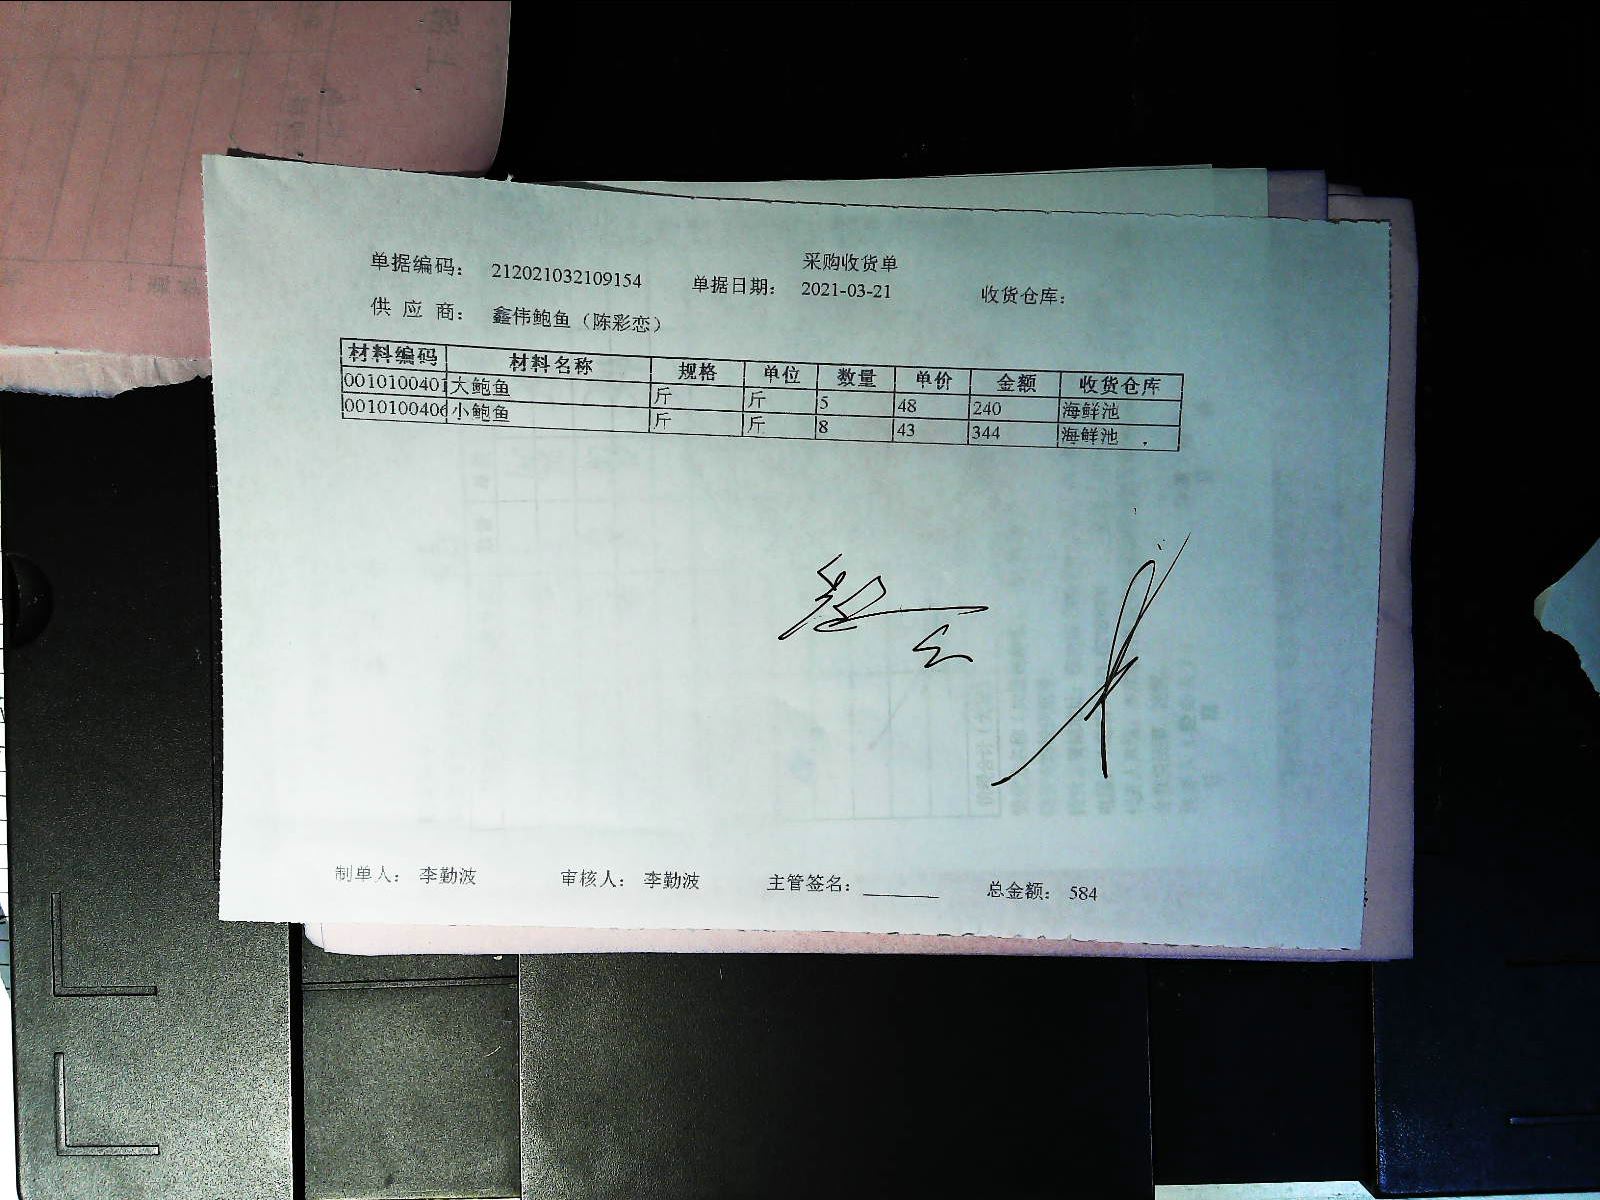 采购收货单
单据编码： 212021032109154 单据日期： 2021-03-21 收货仓库：
供 应 商： 鑫伟鲍鱼（陈彩恋）
材料编码 材料名称 规格 单位 数量 单价 金额 收货仓库
0010100401 大鲍鱼 斤 斤 5 48 240 海鲜池
0010100406 小鲍鱼 斤 斤 8 43 344 海鲜池
制单人： 李勤波 审核人： 李勤波 主管签名： 总金额： 584